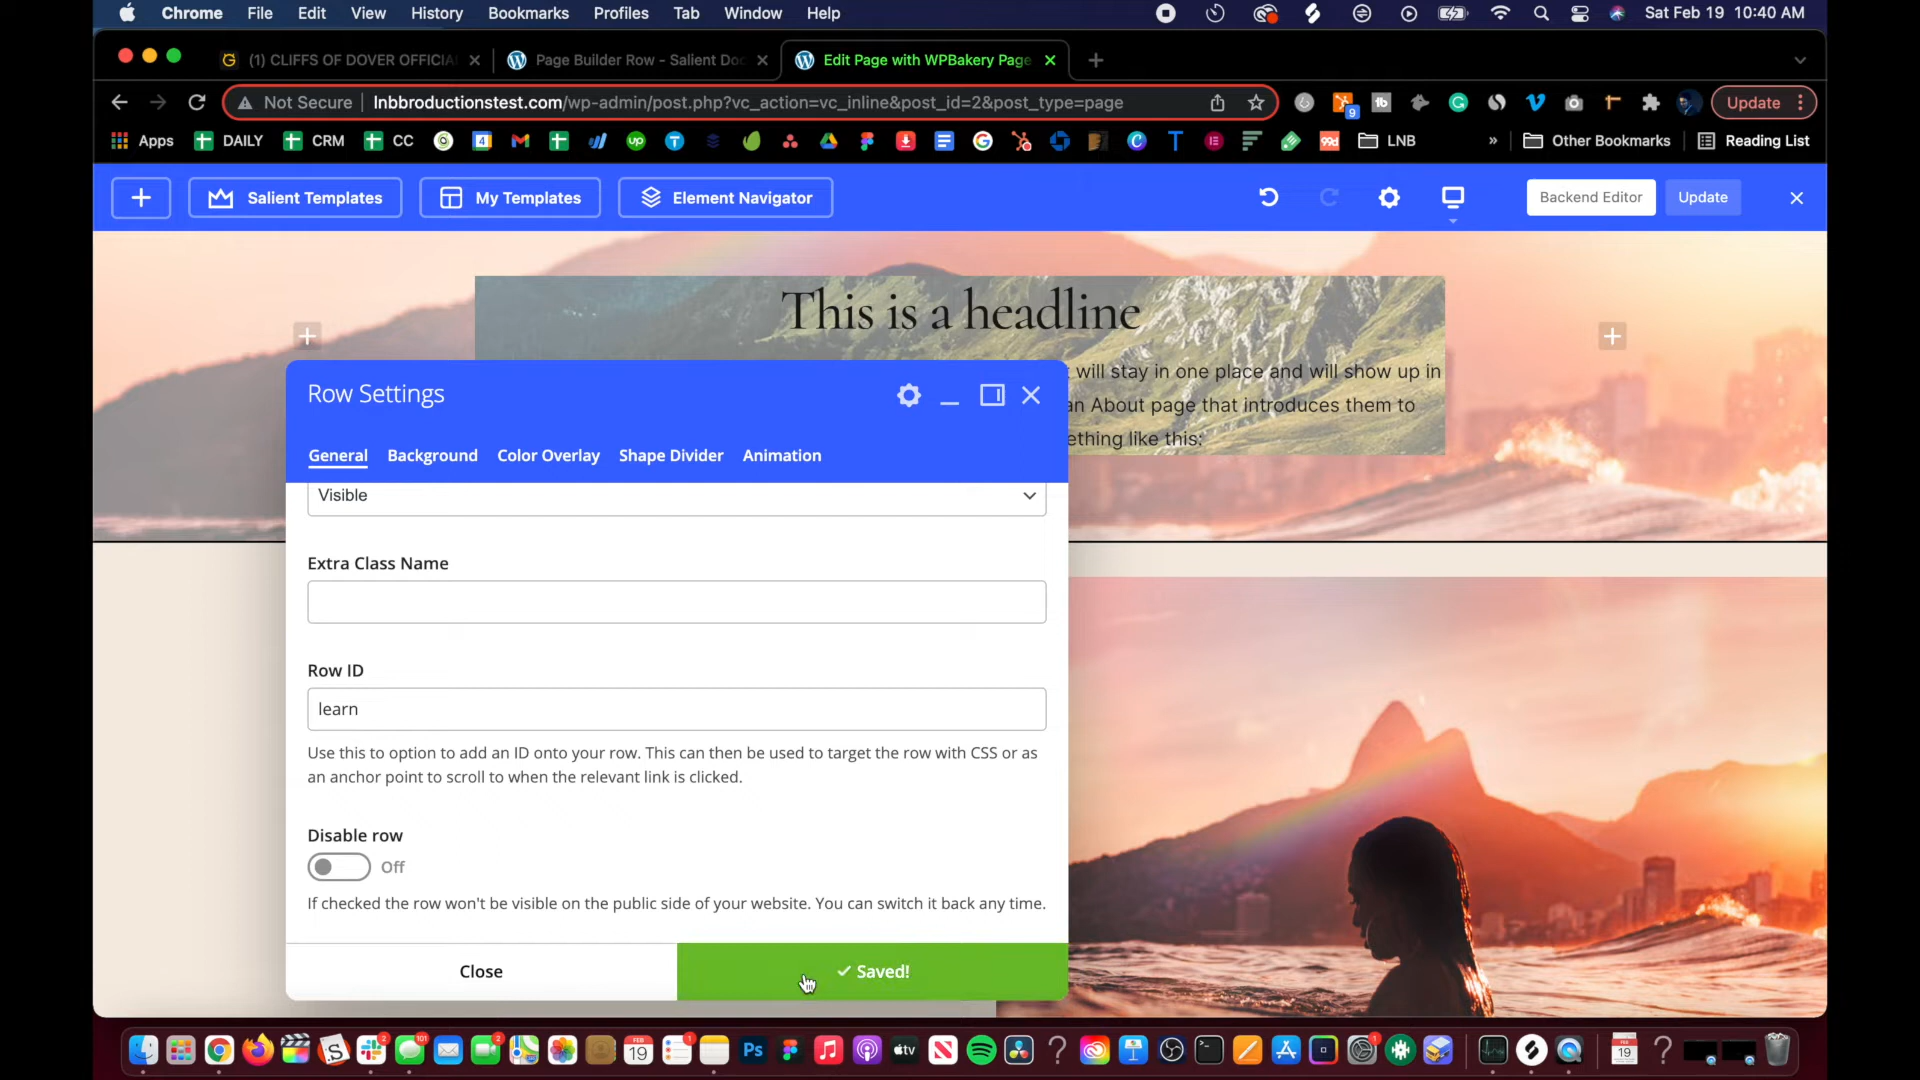 Chrome File Edit View History Bookmarks Profiles Tab Window Help Sat Feb 19 10:40 AM
(1) CLIFFS OF DOVER OFFICIA Page Builder Row - Salient Doc Edit Page with WPBakery Page
Not Secure lnbbroductionstest.com/wp-admin/post.php?vc_action=vc_inline&post_id=2&post_type=page 9 Update
Apps DAILY CRM CC LNB » Other Bookmarks Reading List
Salient Templates My Templates Element Navigator Backend Editor Update
This is a headline
will stay in one place and will show up in
an About page that introduces them to
ething like this:
Row Settings
General Background Color Overlay Shape Divider Animation
Visible
Extra Class Name
Row ID
learn
Use this to option to add an ID onto your row. This can then be used to target the row with CSS or as
an anchor point to scroll to when the relevant link is clicked.
Disable row
Off
If checked the row won't be visible on the public side of your website. You can switch it back any time.
Close Saved!